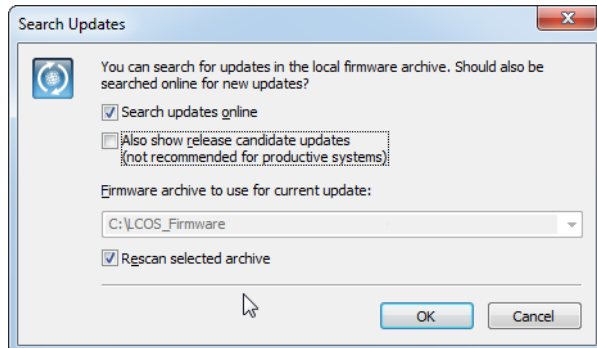 Search Updates
You can search for updates in the local firmware archive. Should also be
searched online for new updates?
Search updates online
Also show release candidate updates
(not recommended for productive systems)
Firmware archive to use for current update:
C:\LCOS_Firmware
Rescan selected archive
OK Cancel